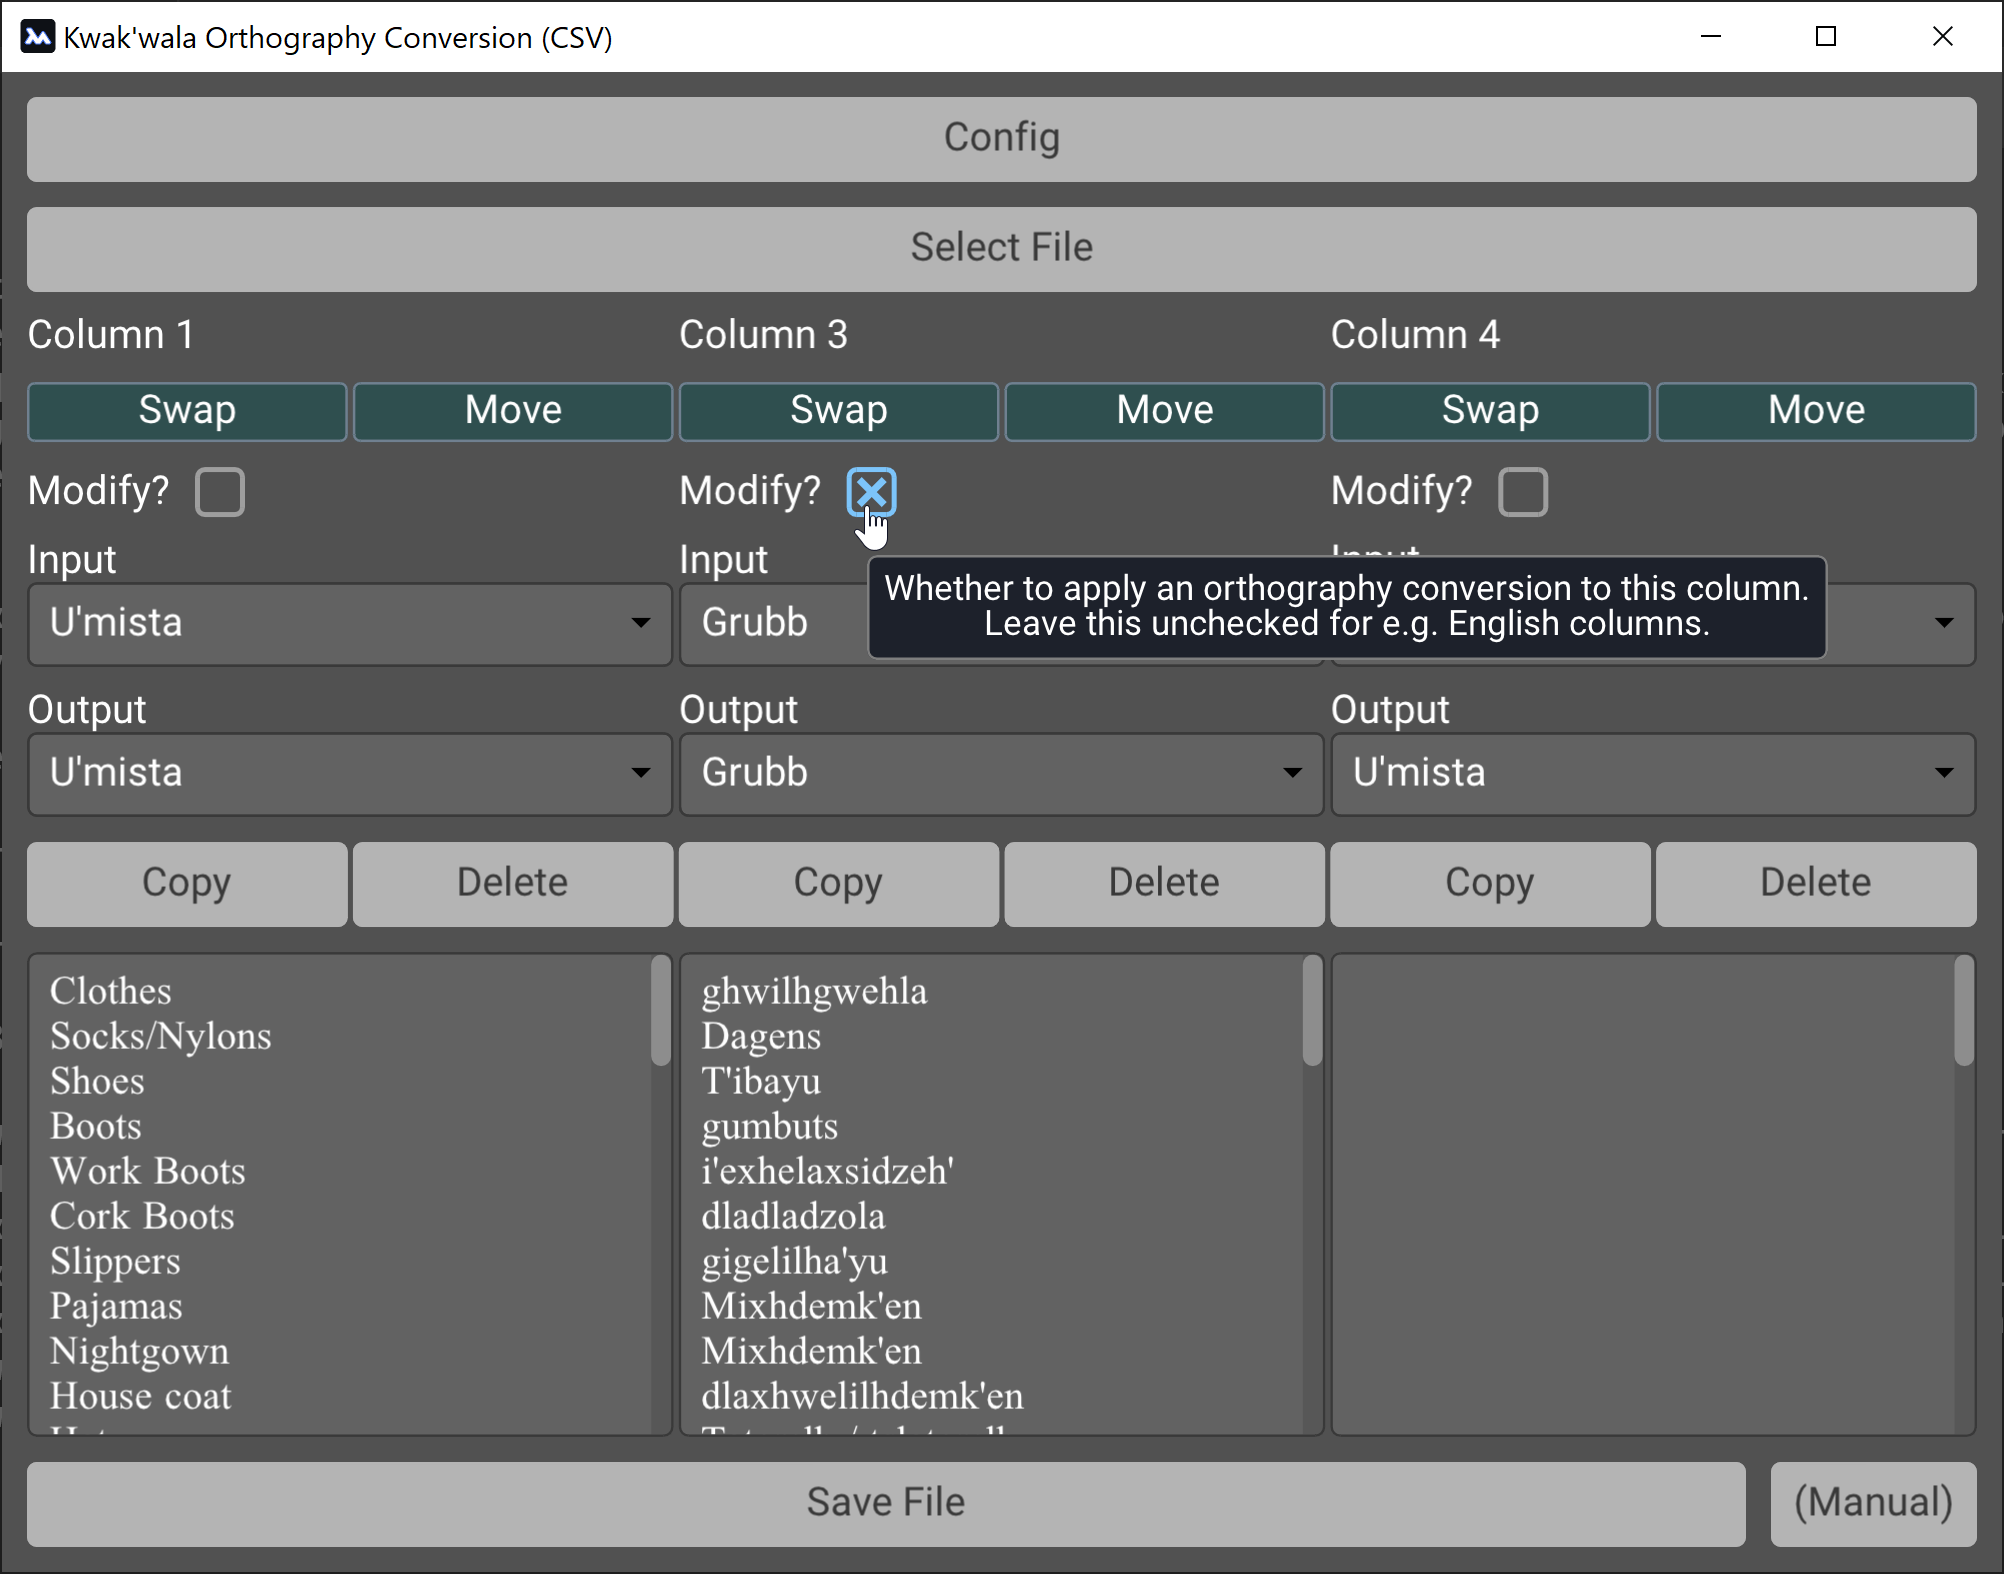 Kwak'wala Orthography Conversion (CSV)
Config
Select File
Column 1
Column 3
Column 4
Swap
Move
Swap
Move
Swap
Move
Modify?
Modify?
Modify?
Input
Input
Whether to apply an orthography conversion to this column.
Leave this unchecked for e.g. English columns.
U'mista
Grubb
Output
Output
Output
U'mista
Grubb
U'mista
Copy
Delete
Copy
Delete
Copy
Delete
Clothes
Socks/Nylons
Shoes
Boots
Work Boots
Cork Boots
Slippers
Pajamas
Nightgown
House coat
ghwilhgwehla
Dagens
T'ibayu
gumbuts
i'exhelaxsidzeh'
dladladzola
gigelilha'yu
Mixhdemk'en
Mixhdemk'en
dlaxhwelilhdemk'en
Save File
(Manual)